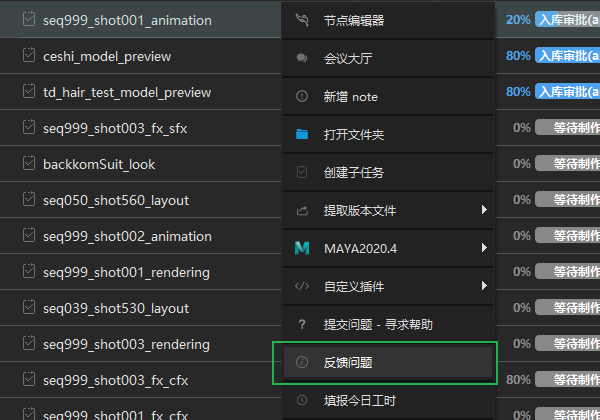 seq999_shot001_animation
ceshi_model_preview
td_hair_test_model_preview
seq999_shot003_fx_sfx
backkomSuit_look
seq050_shot560_layout
seq999_shot002_animation
seq999_shot001_rendering
seq039_shot530_layout
seq999_shot003_rendering
seq999_shot003_fx_cfx
seq999_shot001_fx_cfx
节点编辑器
会议大厅
新增 note
打开文件夹
创建子任务
提取版本文件
MAYA2020.4
自定义插件
提交问题 - 寻求帮助
反馈问题
填报今日工时
20% 入库审批(a
80% 入库审批(a
80% 入库审批(a
0% 等待制作
0% 等待制作
0% 等待制作
0% 等待制作
0% 等待制作
0% 等待制作
0% 等待制作
80% 等待制作
0% 等待制作